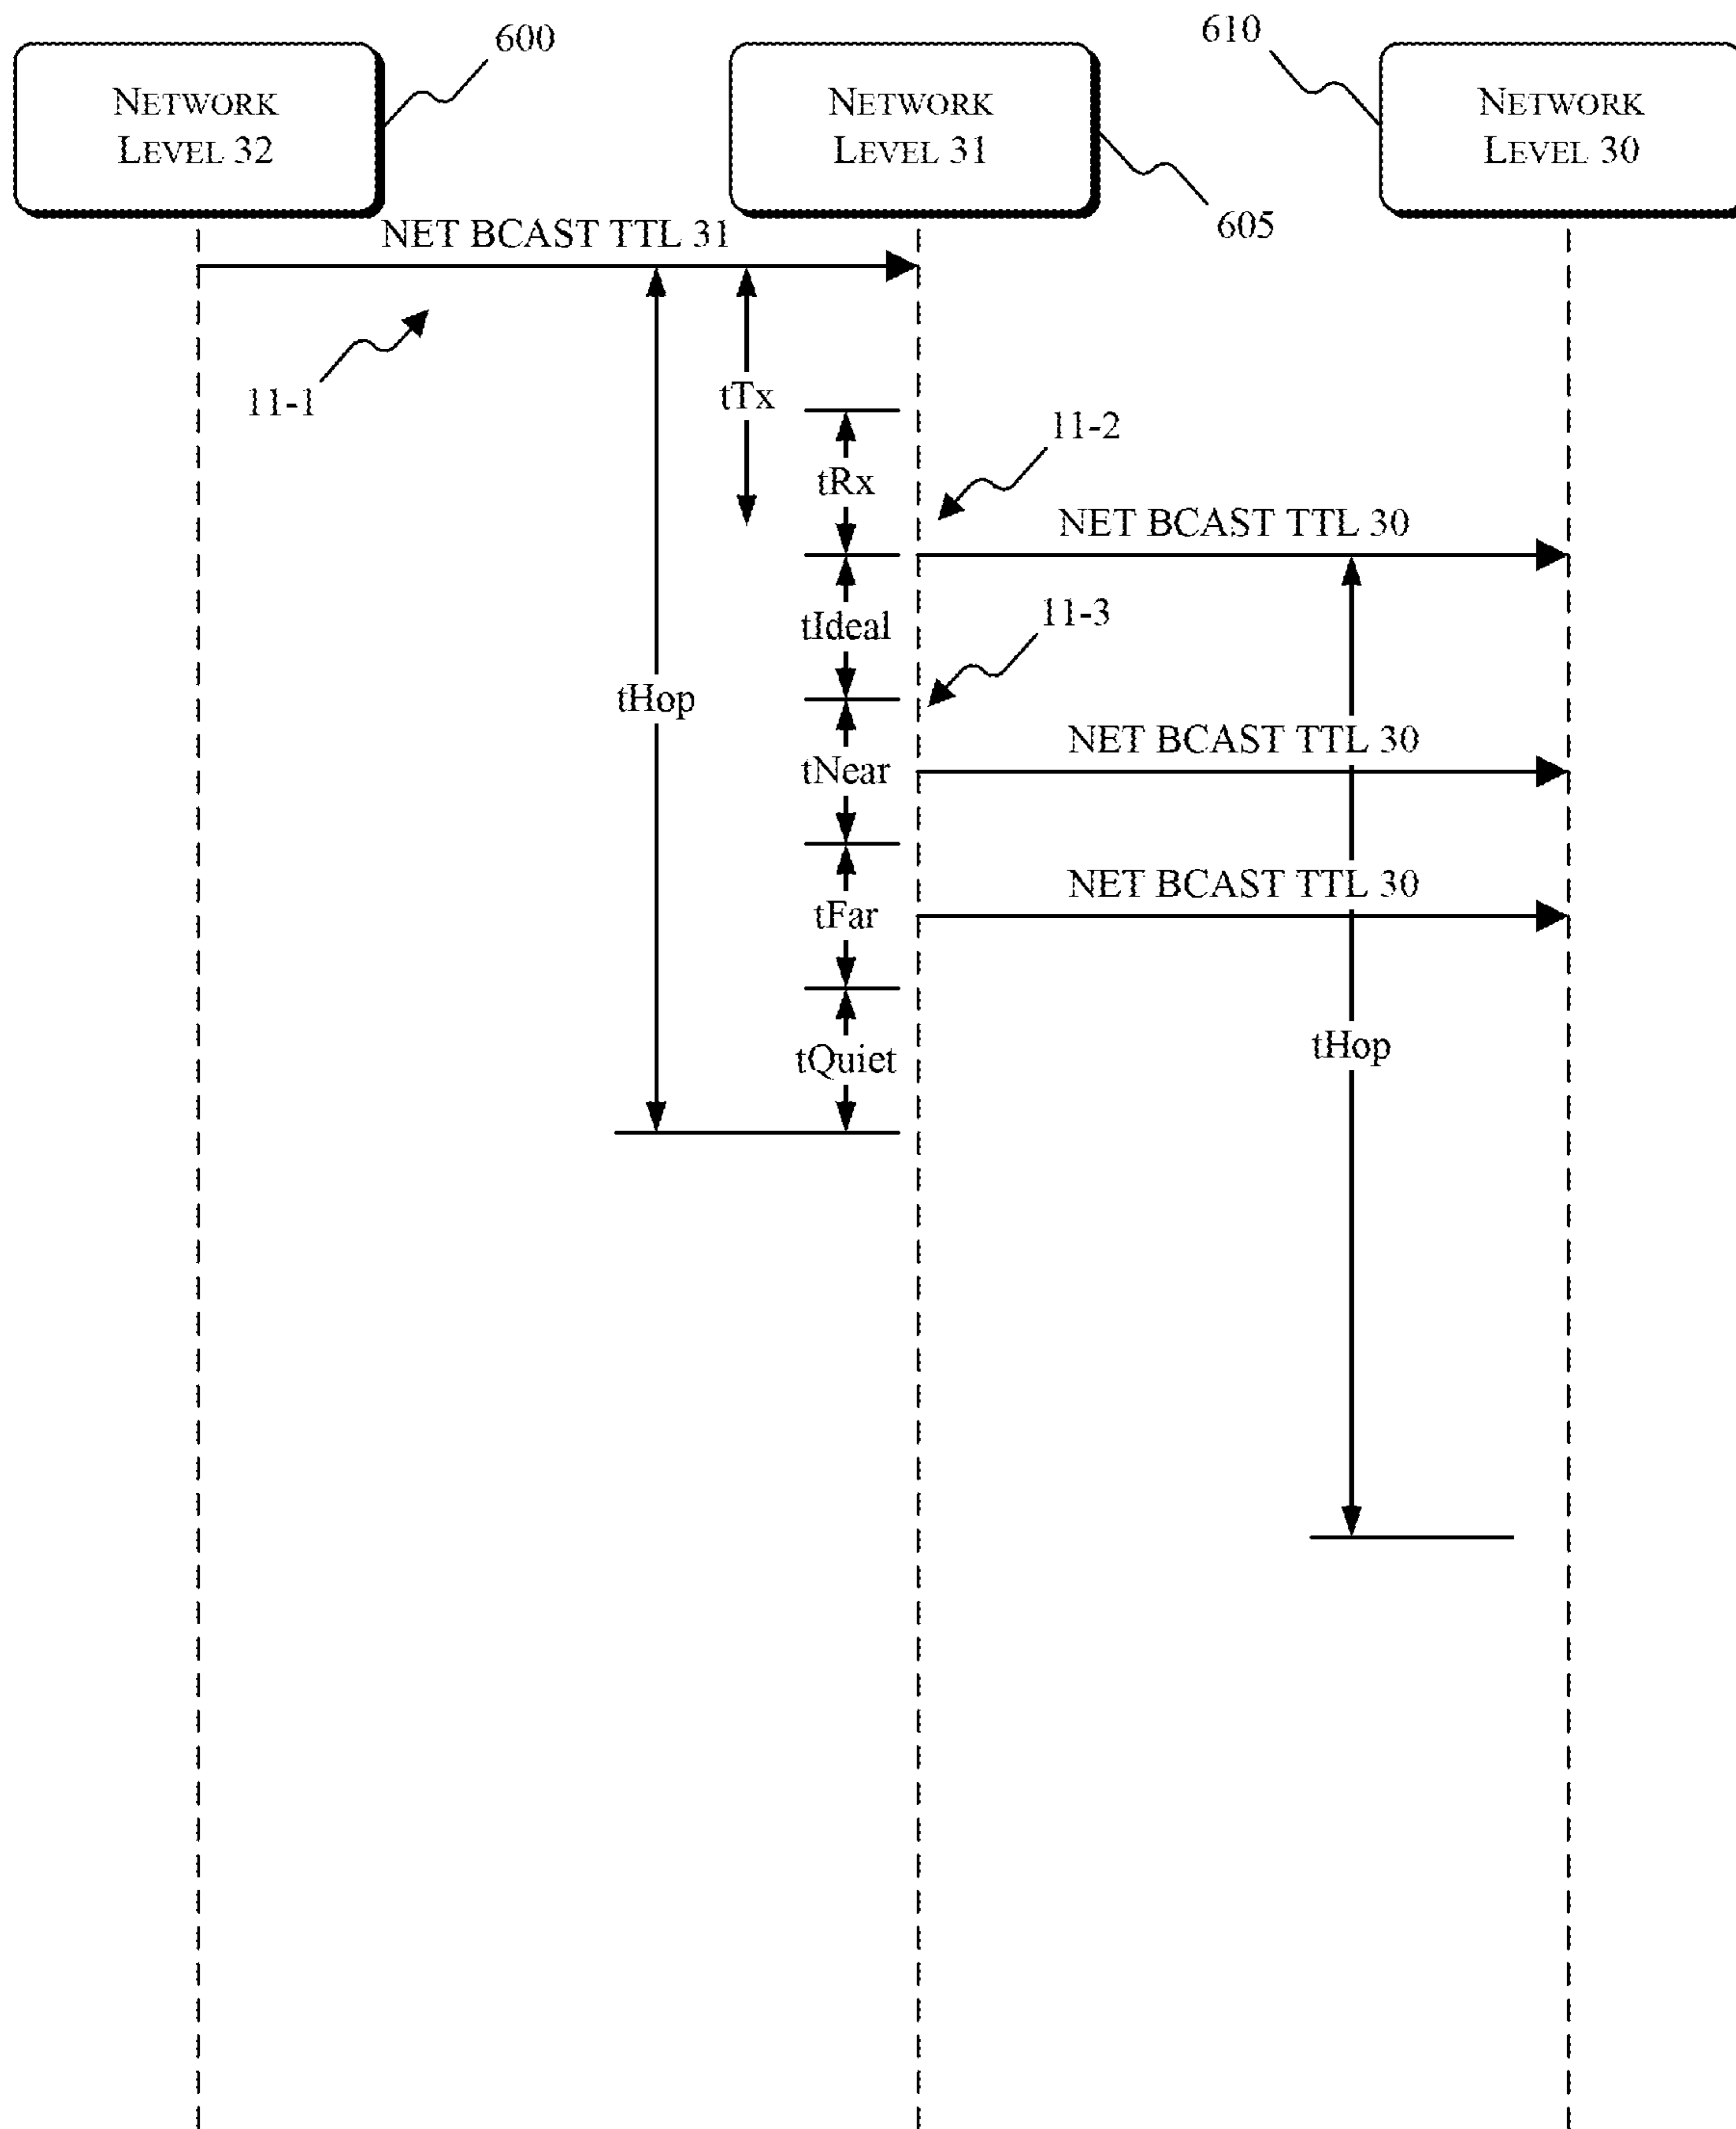 600
610
NETWORK
LEVEL 32
NETWORK
LEVEL 31
NETWORK
LEVEL 30
605
NET BCAST TTL 31
11-1
tTx
11-2
tRx
NET BCAST TTL 30
11-3
tIdeal
tHop
NET BCAST TTL 30
tNear
NET BCAST TTL 30
tFar
tHop
tQuiet